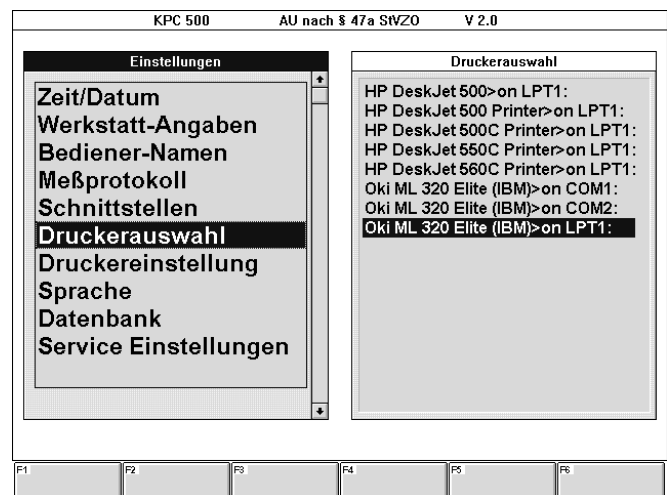 KPC 500 AU nach § 47a StVZO V 2.0
Einstellungen
Zeit/Datum
Werkstatt-Angaben
Bediener-Namen
Meßprotokoll
Schnittstellen
Druckerauswahl
Druckereinstellung
Sprache
Datenbank
Service Einstellungen
Druckerauswahl
HP DeskJet 500>on LPT1:
HP DeskJet 500 Printer>on LPT1:
HP DeskJet 500C Printer>on LPT1:
HP DeskJet 550C Printer>on LPT1:
HP DeskJet 560C Printer>on LPT1:
Oki ML 320 Elite (IBM)>on COM1:
Oki ML 320 Elite (IBM)>on COM2:
Oki ML 320 Elite (IBM)>on LPT1:
F1 F2 F3 F4 F5 F6